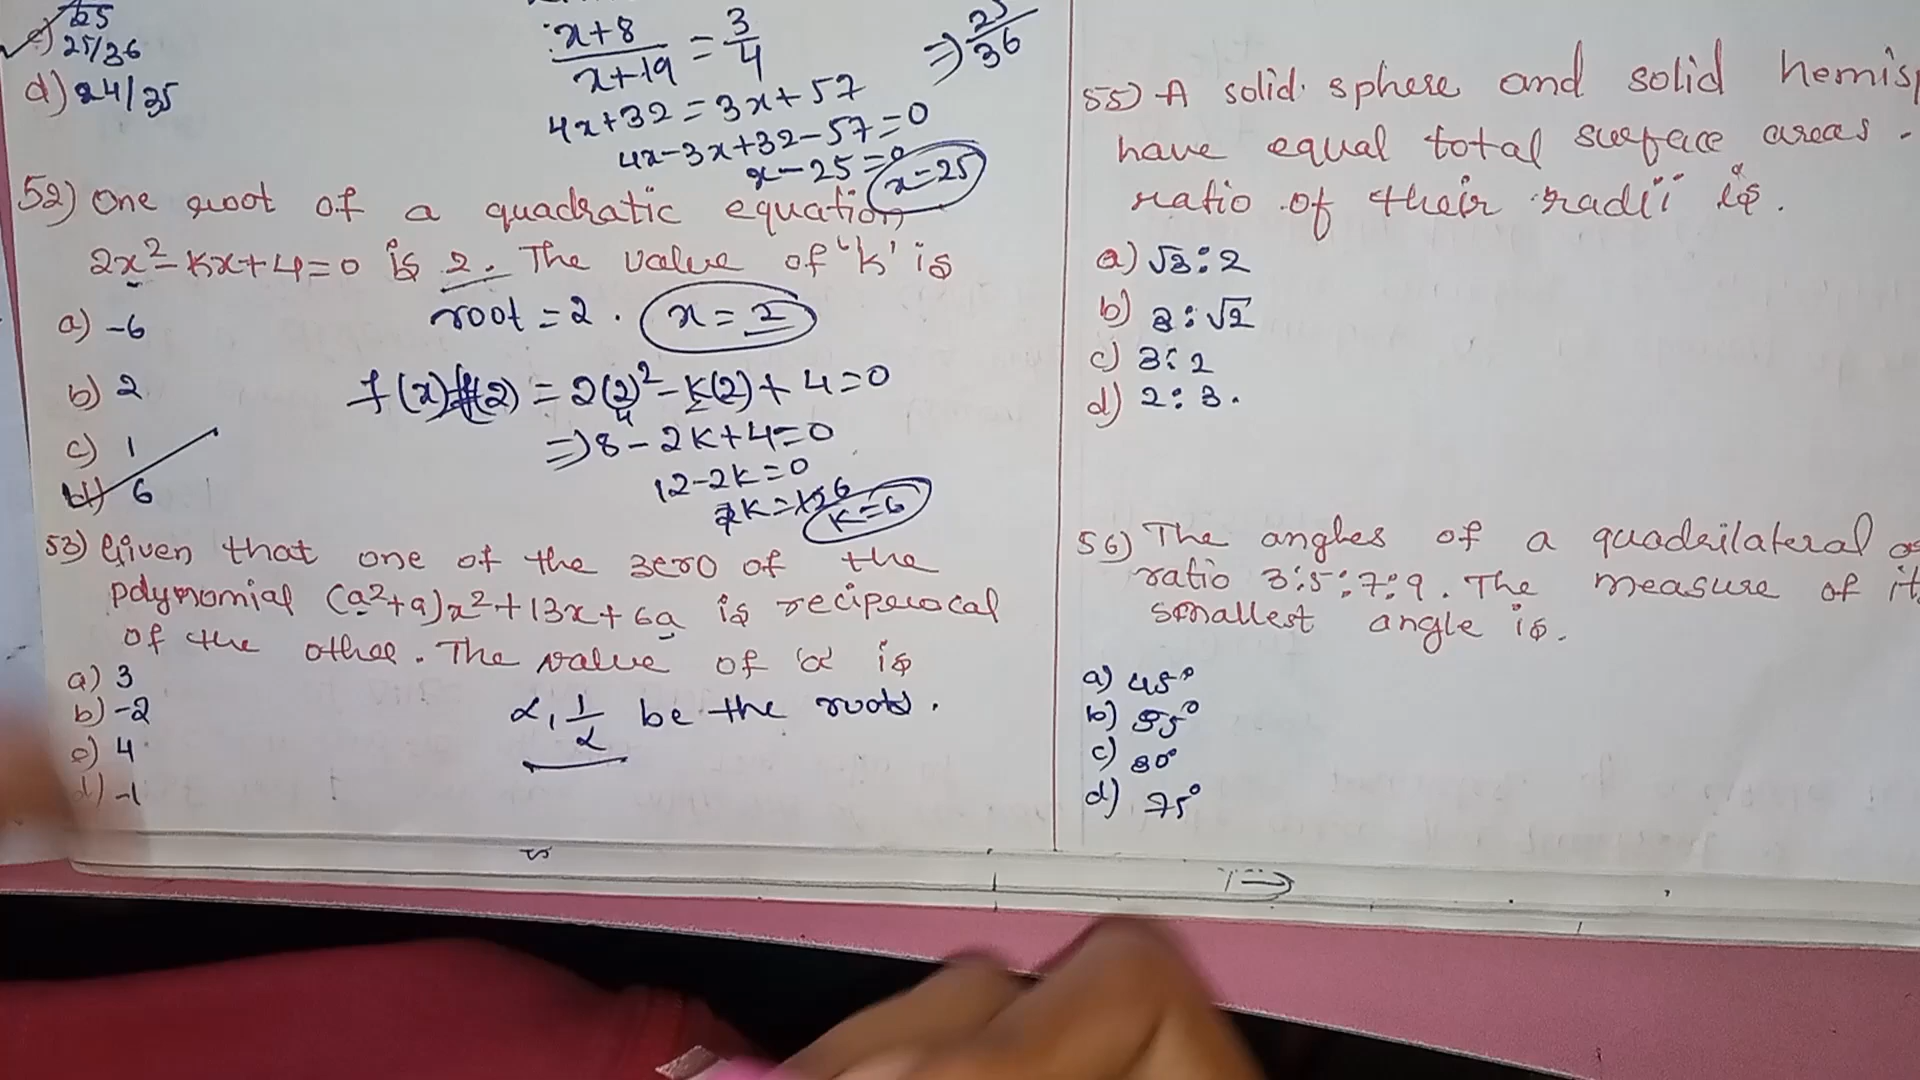 25
c) 25/36
d) 24/35
x+8/x+19 = 3/4
⇒ 25/36
4x+32 = 3x+57
4x-3x+32-57=0
x-25=0
x=25
52) One root of a quadratic equation
2x²-kx+4=0 is 2. The value of 'k' is
a) -6
b) 2
c) 1
d) 6
root = 2. x = 2
f(x) f(2) = 2(2)² - k(2) + 4 = 0
4
⇒ 8 - 2k + 4 = 0
12-2k=0
2k=12 6
k=6
53) Given that one of the zero of the
polynomial (a²+9)x²+13x+6a is reciprocal
of the other. The value of 'a' is
a) 3
b) -2
c) 4
d) -1
α, 1/α be the roots.
55) A solid sphere and solid hemisp
have equal total surface areas.
ratio of their radii is.
a) √3:2
b) 3:√2
c) 3:2
d) 2:3.
56) The angles of a quadrilateral
ratio 3:5:7:9. The measure of it
smallest angle is.
a) 45°
b) 55°
c) 80°
d) 75°